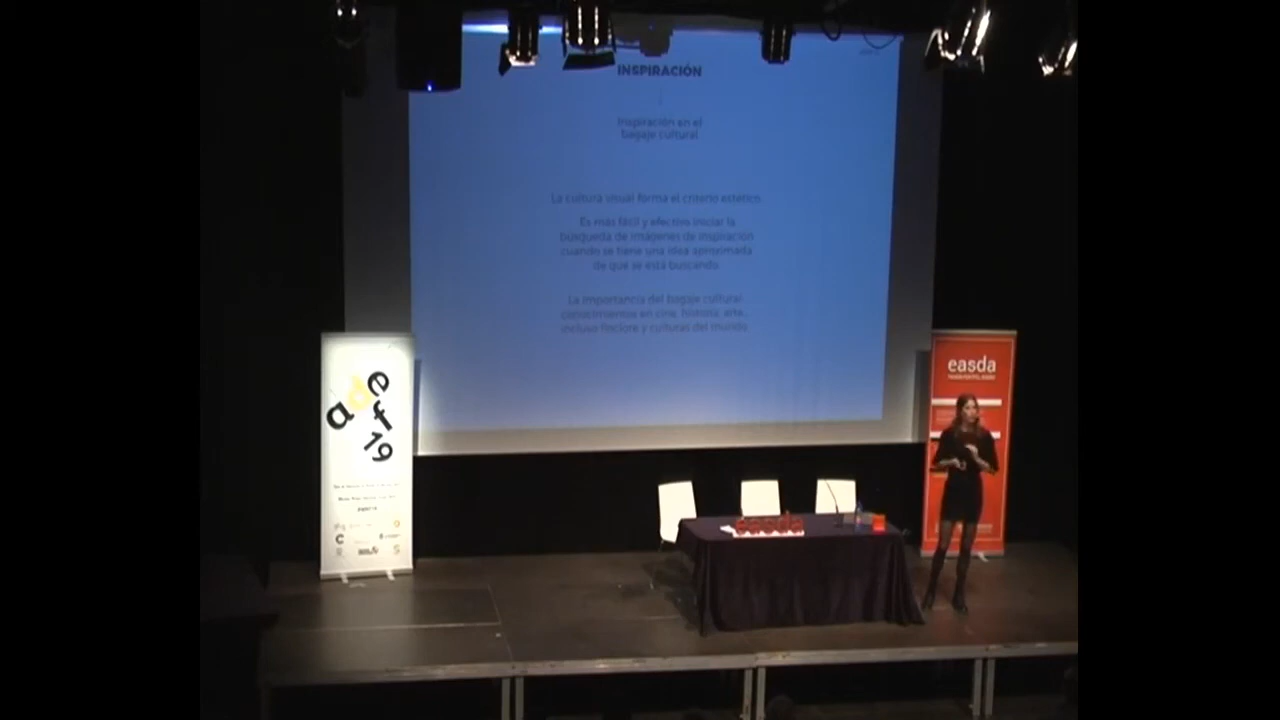 INSPIRACIÓN
Inspiración en el
bagaje cultural
La cultura visual forma el criterio estético.
Es más fácil y efectivo iniciar la
búsqueda de imágenes de inspiración
cuando se tiene una idea aproximada
de qué se está buscando.
La importancia del bagaje cultural:
conocimientos en cine, historia, arte..
incluso folclore y culturas del mundo.
adef
19
easda
easda